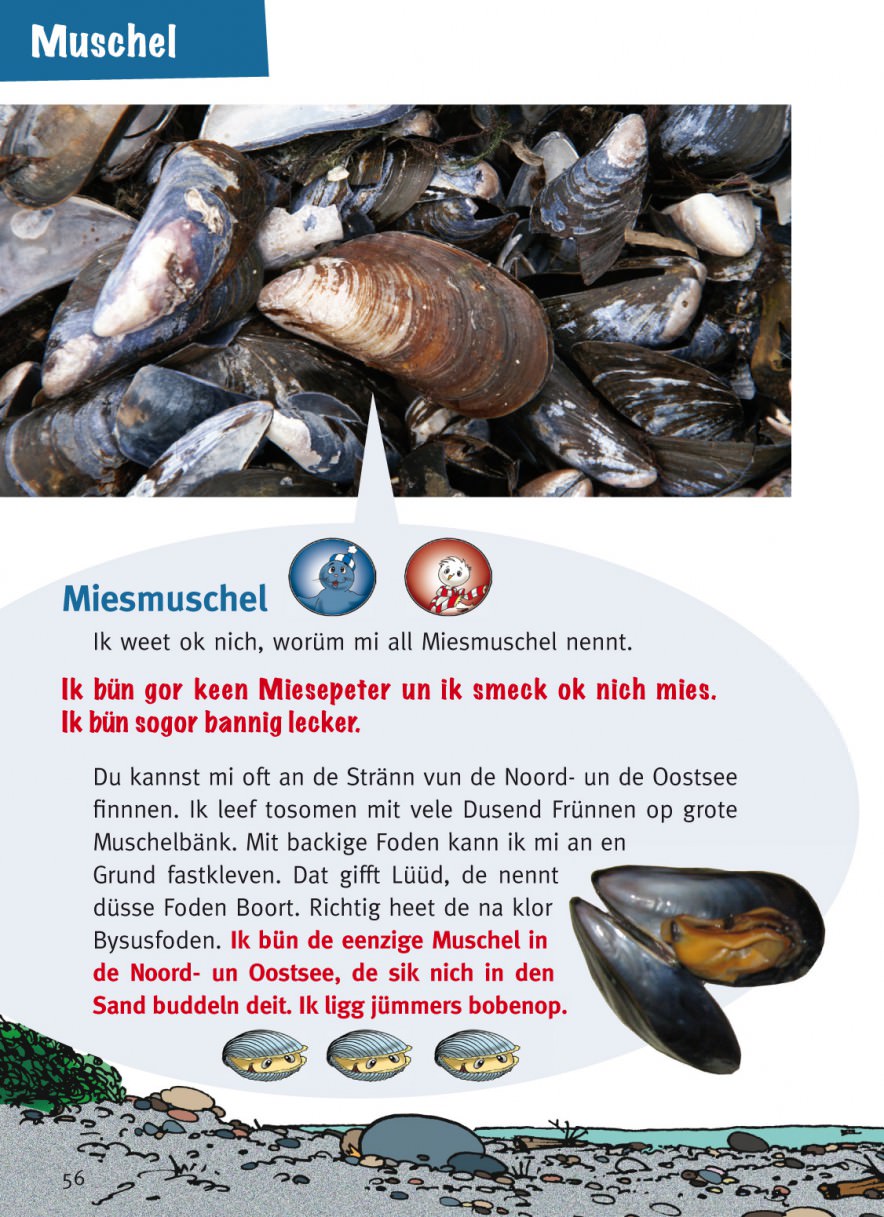 Muschel
Miesmuschel
Ik weet ok nich, worüm mi all Miesmuschel nennt.
Ik bün gor keen Miesepeter un ik smeck ok nich mies.
Ik bün sogor bannig lecker.
Du kannst mi oft an de Stränn vun de Noord- un de Oostsee
finnnen. Ik leef tosomen mit vele Dusend Frünnen op grote
Muschelbänk. Mit backige Foden kann ik mi an en
Grund fastkleven. Dat gifft Lüüd, de nennt
düsse Foden Boort. Richtig heet de na klor
Bysusfoden. Ik bün de eenzige Muschel in
de Noord- un Oostsee, de sik nich in den
Sand buddeln deit. Ik ligg jümmers bobenop.
56